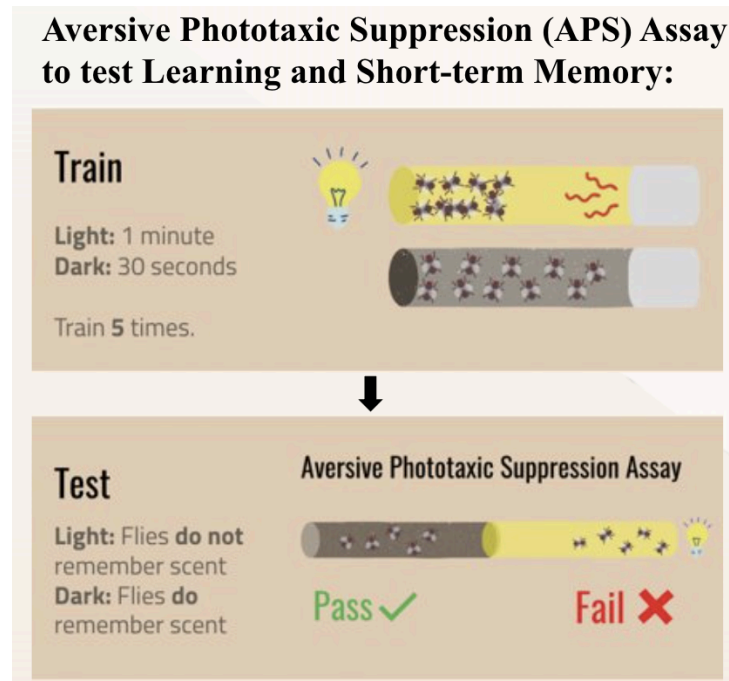 Aversive Phototaxic Suppression (APS) Assay
to test Learning and Short-term Memory:
Train
Light: 1 minute
Dark: 30 seconds
Train 5 times.
Test
Light: Flies do not
remember scent
Dark: Flies do
remember scent
Aversive Phototaxic Suppression Assay
Pass
Fail